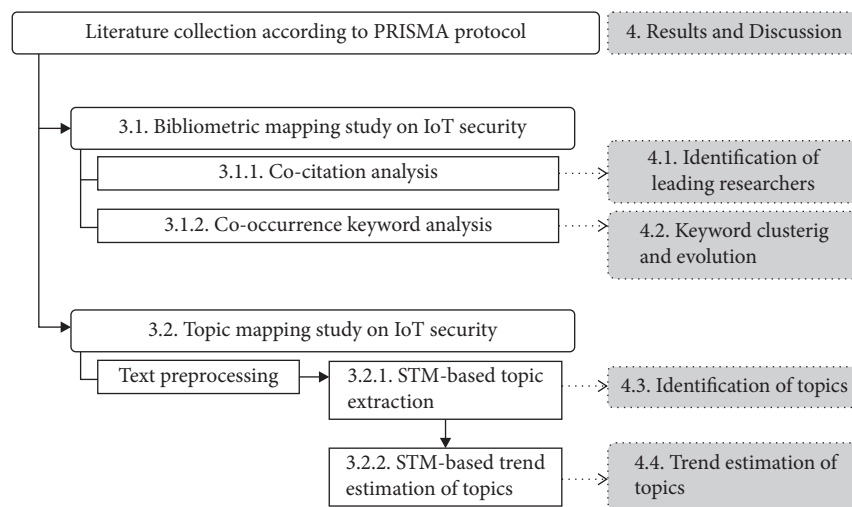 Literature collection according to PRISMA protocol
4. Results and Discussion
3.1. Bibliometric mapping study on IoT security
3.1.1. Co-citation analysis
4.1. Identification of
leading researchers
3.1.2. Co-occurrence keyword analysis
4.2. Keyword clusterig
and evolution
3.2. Topic mapping study on IoT security
Text preprocessing
3.2.1. STM-based topic
extraction
4.3. Identification of topics
3.2.2. STM-based trend
estimation of topics
4.4. Trend estimation of
topics